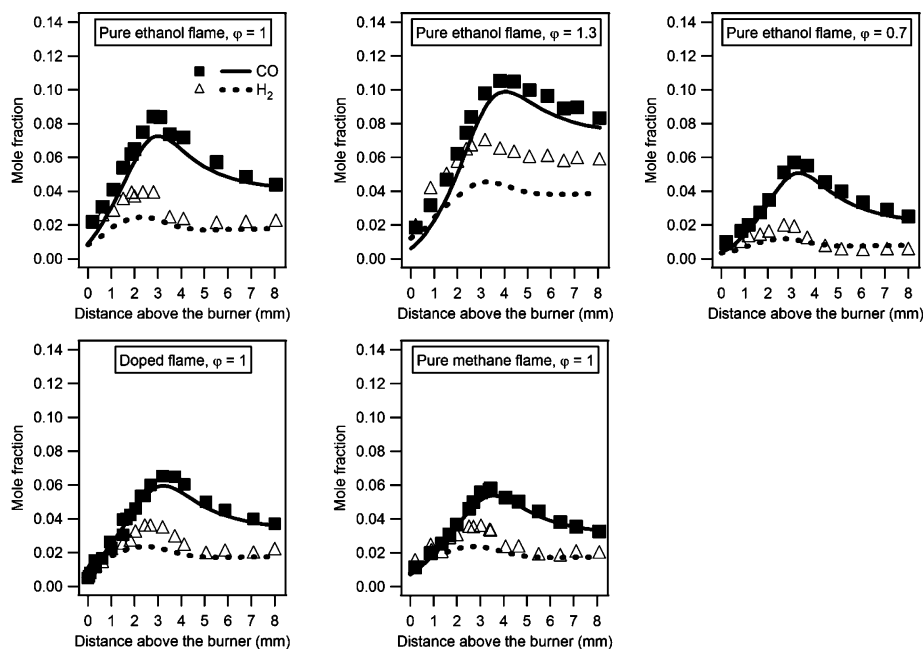 Pure ethanol flame, φ = 1
CO
H2
Mole fraction
0.14
0.12
0.10
0.08
0.06
0.04
0.02
0.00
0 1 2 3 4 5 6 7 8
Distance above the burner (mm)
Pure ethanol flame, φ = 1.3
Mole fraction
0.14
0.12
0.10
0.08
0.06
0.04
0.02
0.00
0 1 2 3 4 5 6 7 8
Distance above the burner (mm)
Pure ethanol flame, φ = 0.7
Mole fraction
0.14
0.12
0.10
0.08
0.06
0.04
0.02
0.00
0 1 2 3 4 5 6 7 8
Distance above the burner (mm)
Doped flame, φ = 1
Mole fraction
0.14
0.12
0.10
0.08
0.06
0.04
0.02
0.00
0 1 2 3 4 5 6 7 8
Distance above the burner (mm)
Pure methane flame, φ = 1
Mole fraction
0.14
0.12
0.10
0.08
0.06
0.04
0.02
0.00
0 1 2 3 4 5 6 7 8
Distance above the burner (mm)